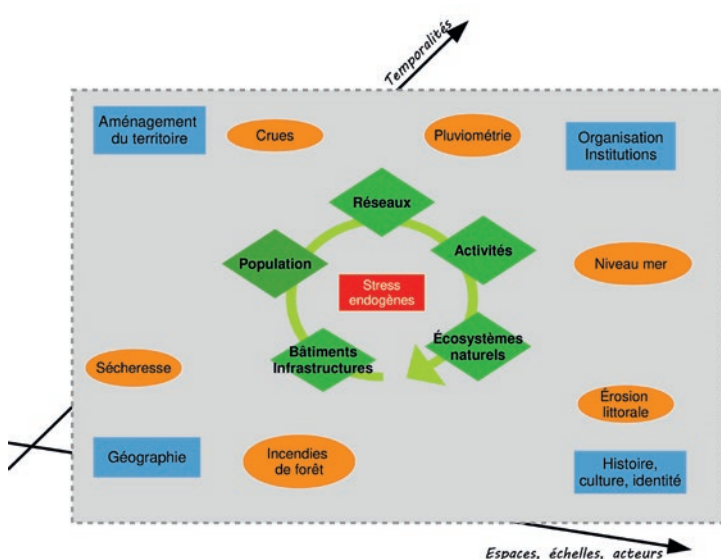 Temporalités
Aménagement
du territoire
Crues
Pluviométrie
Organisation
Institutions
Réseaux
Population
Activités
Niveau mer
Stress
endogènes
Sécheresse
Bâtiments
Infrastructures
Écosystèmes
naturels
Érosion
littorale
Géographie
Incendies
de forêt
Histoire,
culture, identité
Espaces, échelles, acteurs